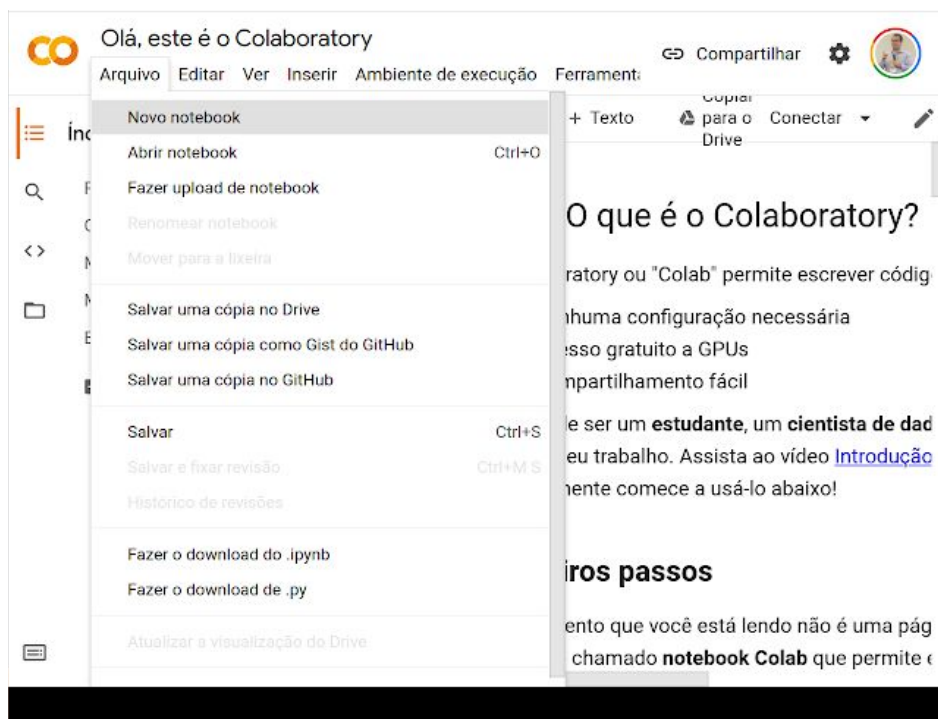 Olá, este é o Colaboratory
Compartilhar
Arquivo Editar Ver Inserir Ambiente de execução Ferramenta
Novo notebook
Abrir notebook Ctrl+O
Fazer upload de notebook
Renomear notebook
Mover para a lixeira
Salvar uma cópia no Drive
Salvar uma cópia como Gist do GitHub
Salvar uma cópia no GitHub
Salvar Ctrl+S
Salvar e fixar revisão Ctrl+M S
Histórico de revisões
Fazer o download do .ipynb
Fazer o download de .py
Atualizar a visualização do Drive
Índ
+ Texto
Copiar
para o
Drive
Conectar
O que é o Colaboratory?
ratory ou "Colab" permite escrever códig
nhuma configuração necessária
esso gratuito a GPUs
mpartilhamento fácil
de ser um estudante, um cientista de dad
eu trabalho. Assista ao vídeo Introdução
mente comece a usá-lo abaixo!
iros passos
ento que você está lendo não é uma pág
chamado notebook Colab que permite e